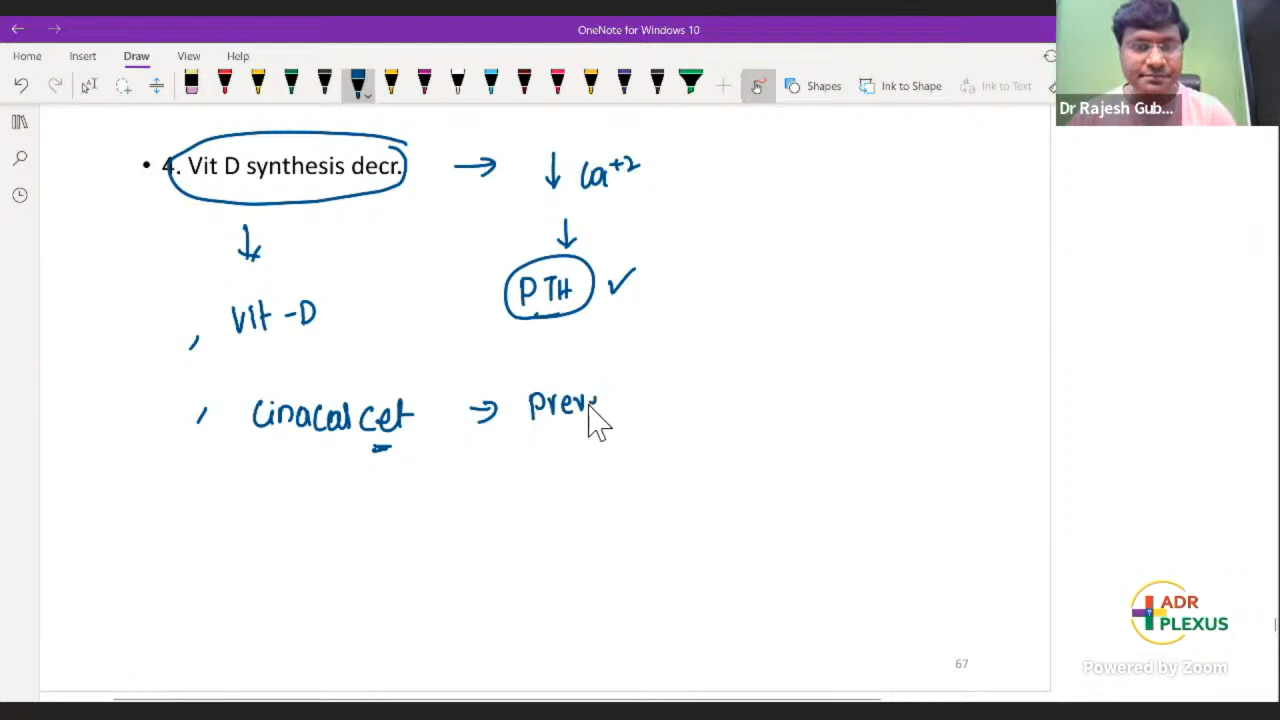 OneNote for Windows 10
Home Insert Draw View Help
Shapes Ink to Shape Ink to Text
Dr Rajesh Gub...
• 4. Vit D synthesis decr. → ↓ Ca+2
↓ ↓
PTH ✓
Vit-D
Cinacalcet → Prev
ADR
PLEXUS
67
Powered by Zoom